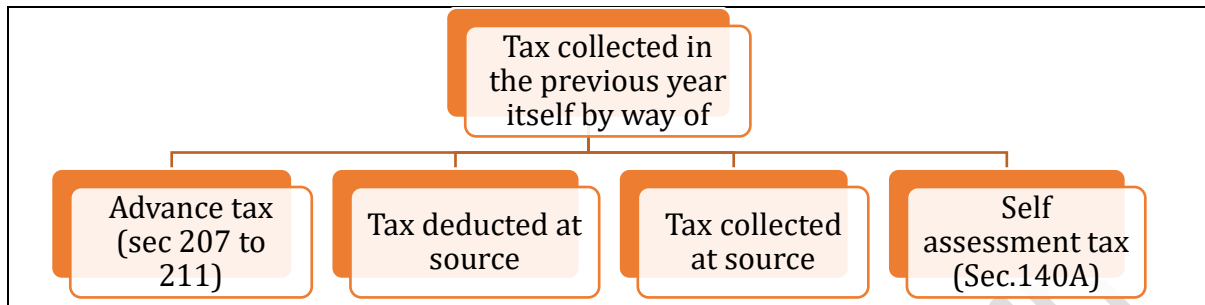 Tax collected in
the previous year
itself by way of
Advance tax
(sec 207 to
211)
Tax deducted at
source
Tax collected
at source
Self
assessment tax
(Sec.140A)